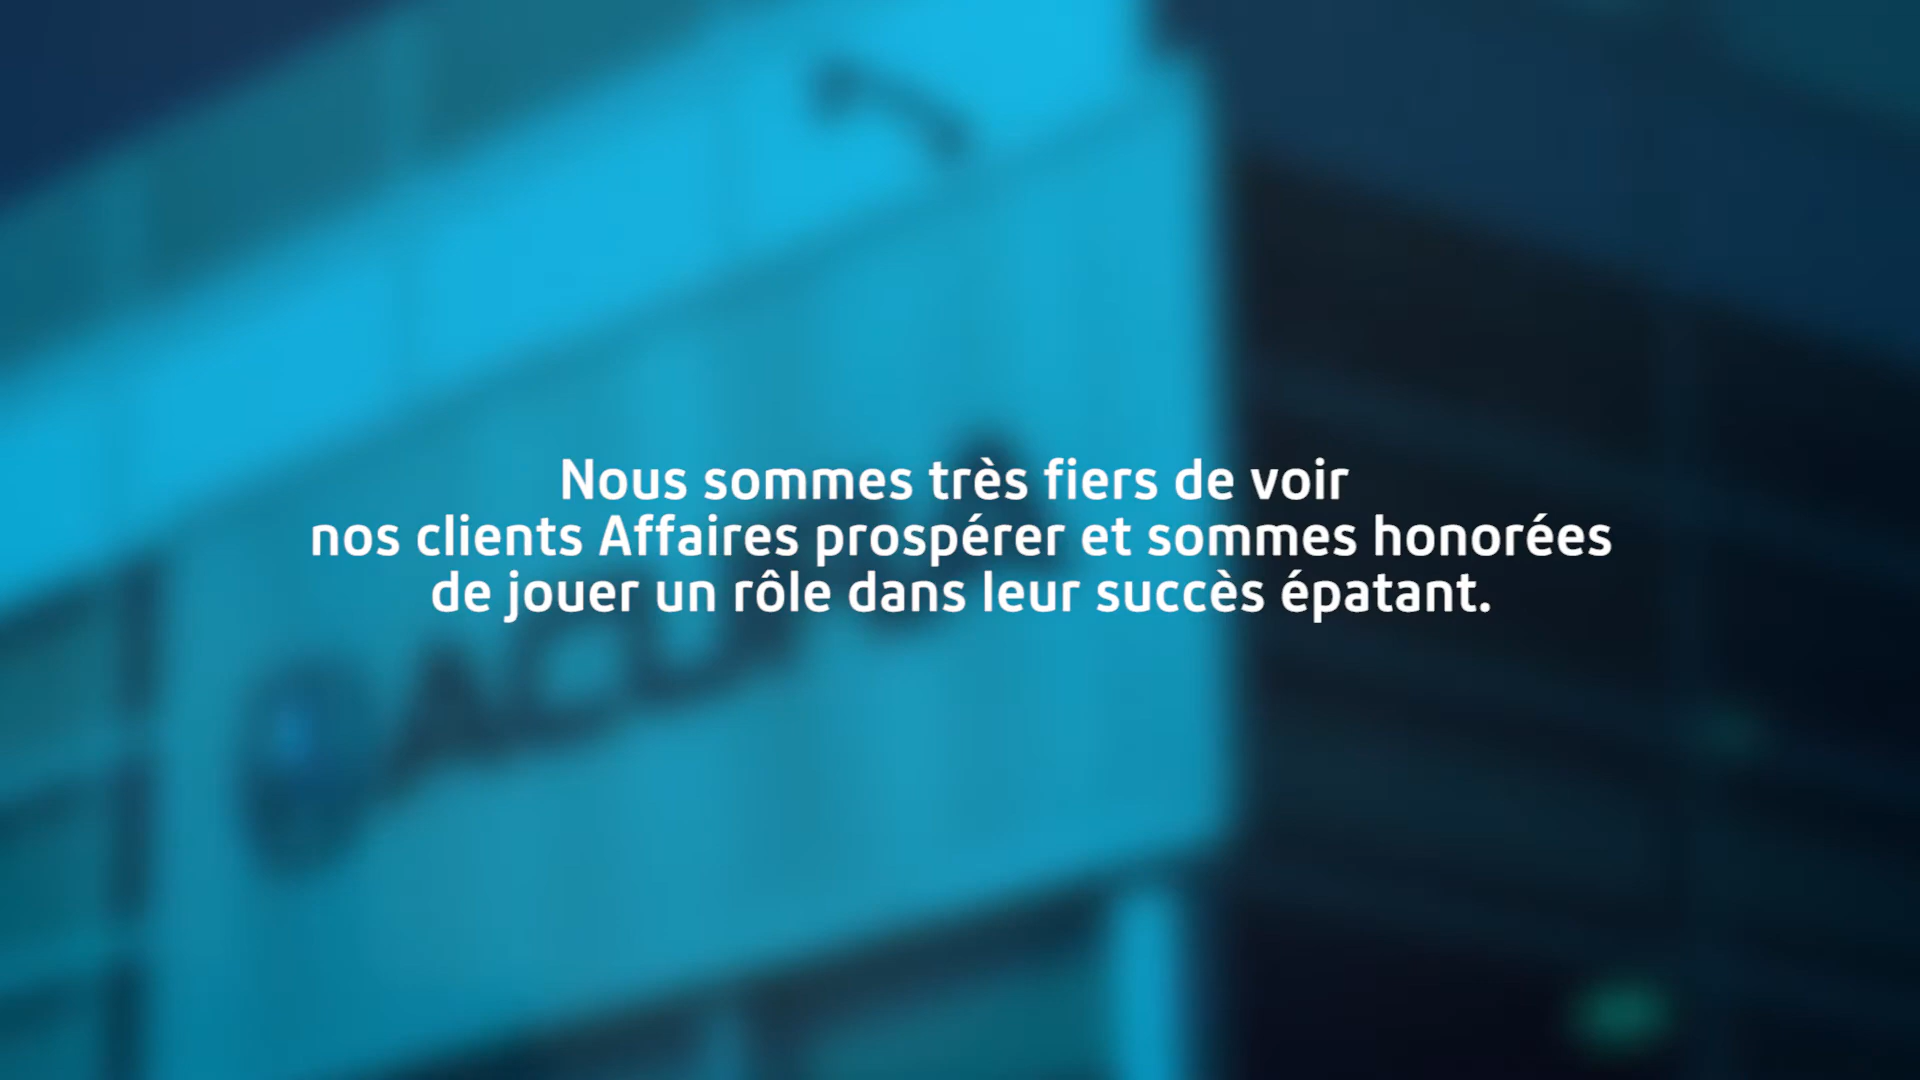 Nous sommes très fiers de voir
nos clients Affaires prospérer et sommes honorées
de jouer un rôle dans leur succès épatant.